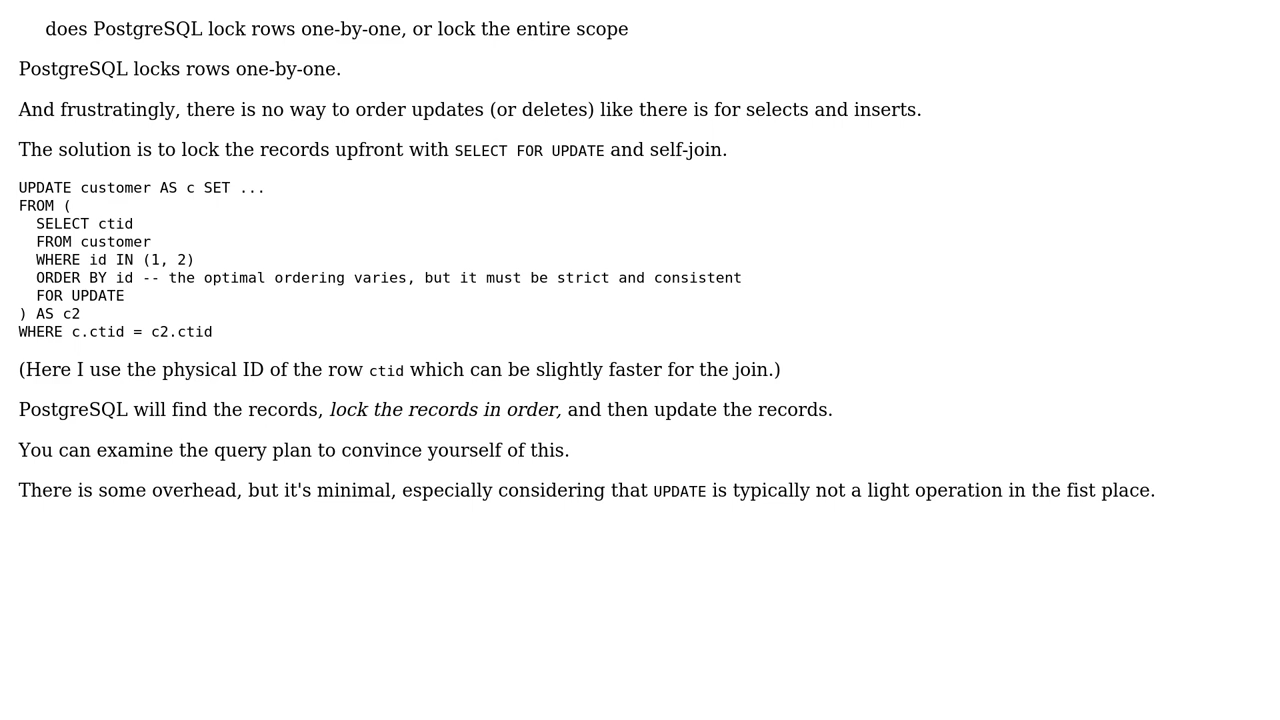 does PostgreSQL lock rows one-by-one, or lock the entire scope
PostgreSQL locks rows one-by-one.
And frustratingly, there is no way to order updates (or deletes) like there is for selects and inserts.
The solution is to lock the records upfront with SELECT FOR UPDATE and self-join.
UPDATE customer AS c SET ...
FROM (
  SELECT ctid
  FROM customer
  WHERE id IN (1, 2)
  ORDER BY id -- the optimal ordering varies, but it must be strict and consistent
  FOR UPDATE
) AS c2
WHERE c.ctid = c2.ctid
(Here I use the physical ID of the row ctid which can be slightly faster for the join.)
PostgreSQL will find the records, lock the records in order, and then update the records.
You can examine the query plan to convince yourself of this.
There is some overhead, but it's minimal, especially considering that UPDATE is typically not a light operation in the fist place.